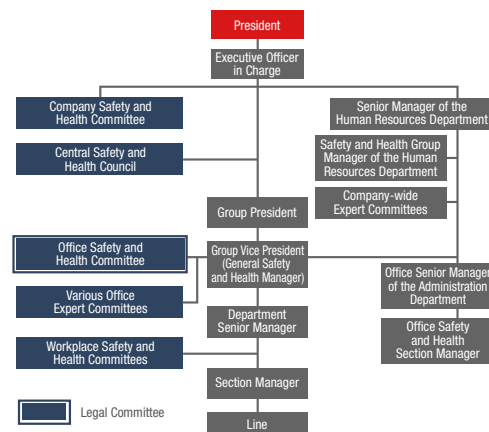 President
Executive Officer
in Charge
Company Safety and
Health Committee
Senior Manager of the
Human Resources Department
Central Safety and
Health Council
Safety and Health Group
Manager of the Human
Resources Department
Company-wide
Expert Committees
Group President
Office Safety and
Health Committee
Group Vice President
(General Safety
and Health Manager)
Office Senior Manager
of the Administration
Department
Various Office
Expert Committees
Department
Senior Manager
Office Safety
and Health
Section Manager
Workplace Safety and
Health Committees
Section Manager
Legal Committee
Line